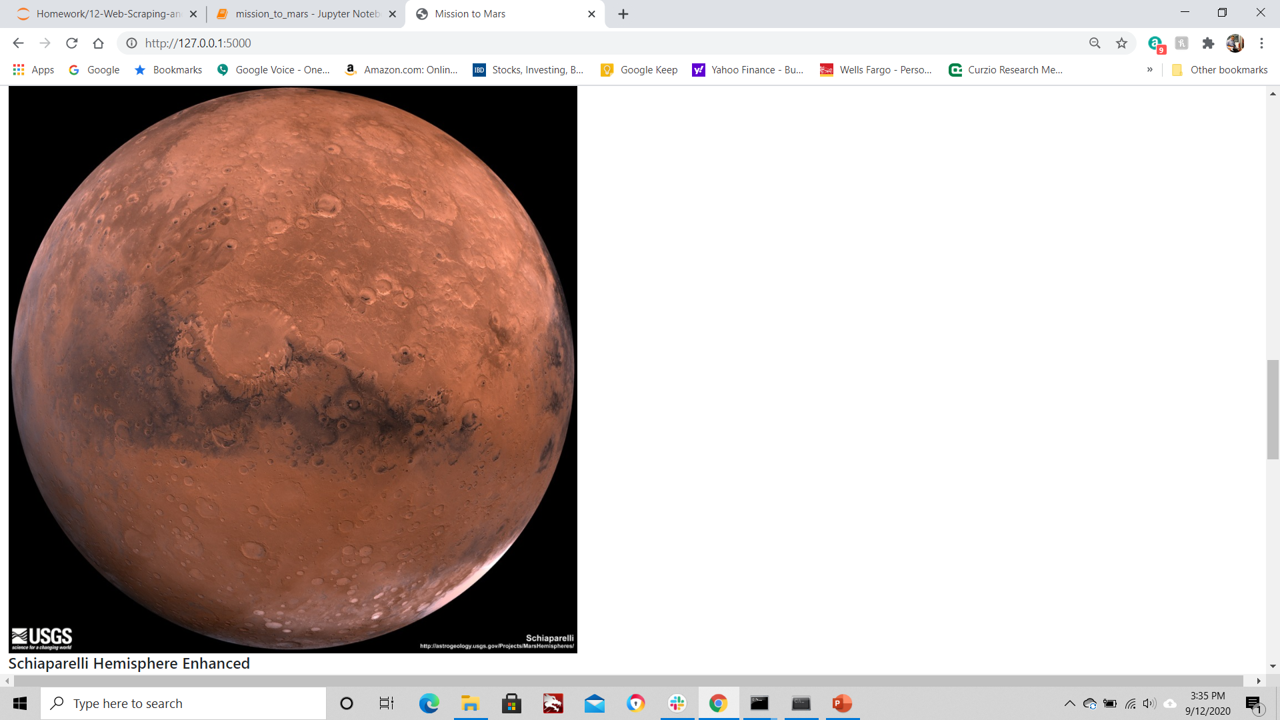 Homework/12-Web-Scraping-an
mission_to_mars - Jupyter Noteb
Mission to Mars
http://127.0.0.1:5000
9
Apps
Google
Bookmarks
Google Voice - One...
Amazon.com: Onlin...
IBD
Stocks, Investing, B...
Google Keep
Yahoo Finance - Bu...
Wells Fargo - Perso...
Curzio Research Me...
Other bookmarks
USGS
science for a changing world
Schiaparelli
http://astrogeology.usgs.gov/Projects/MarsHemispheres/
Schiaparelli Hemisphere Enhanced
Type here to search
3:35 PM
9/12/2020
1